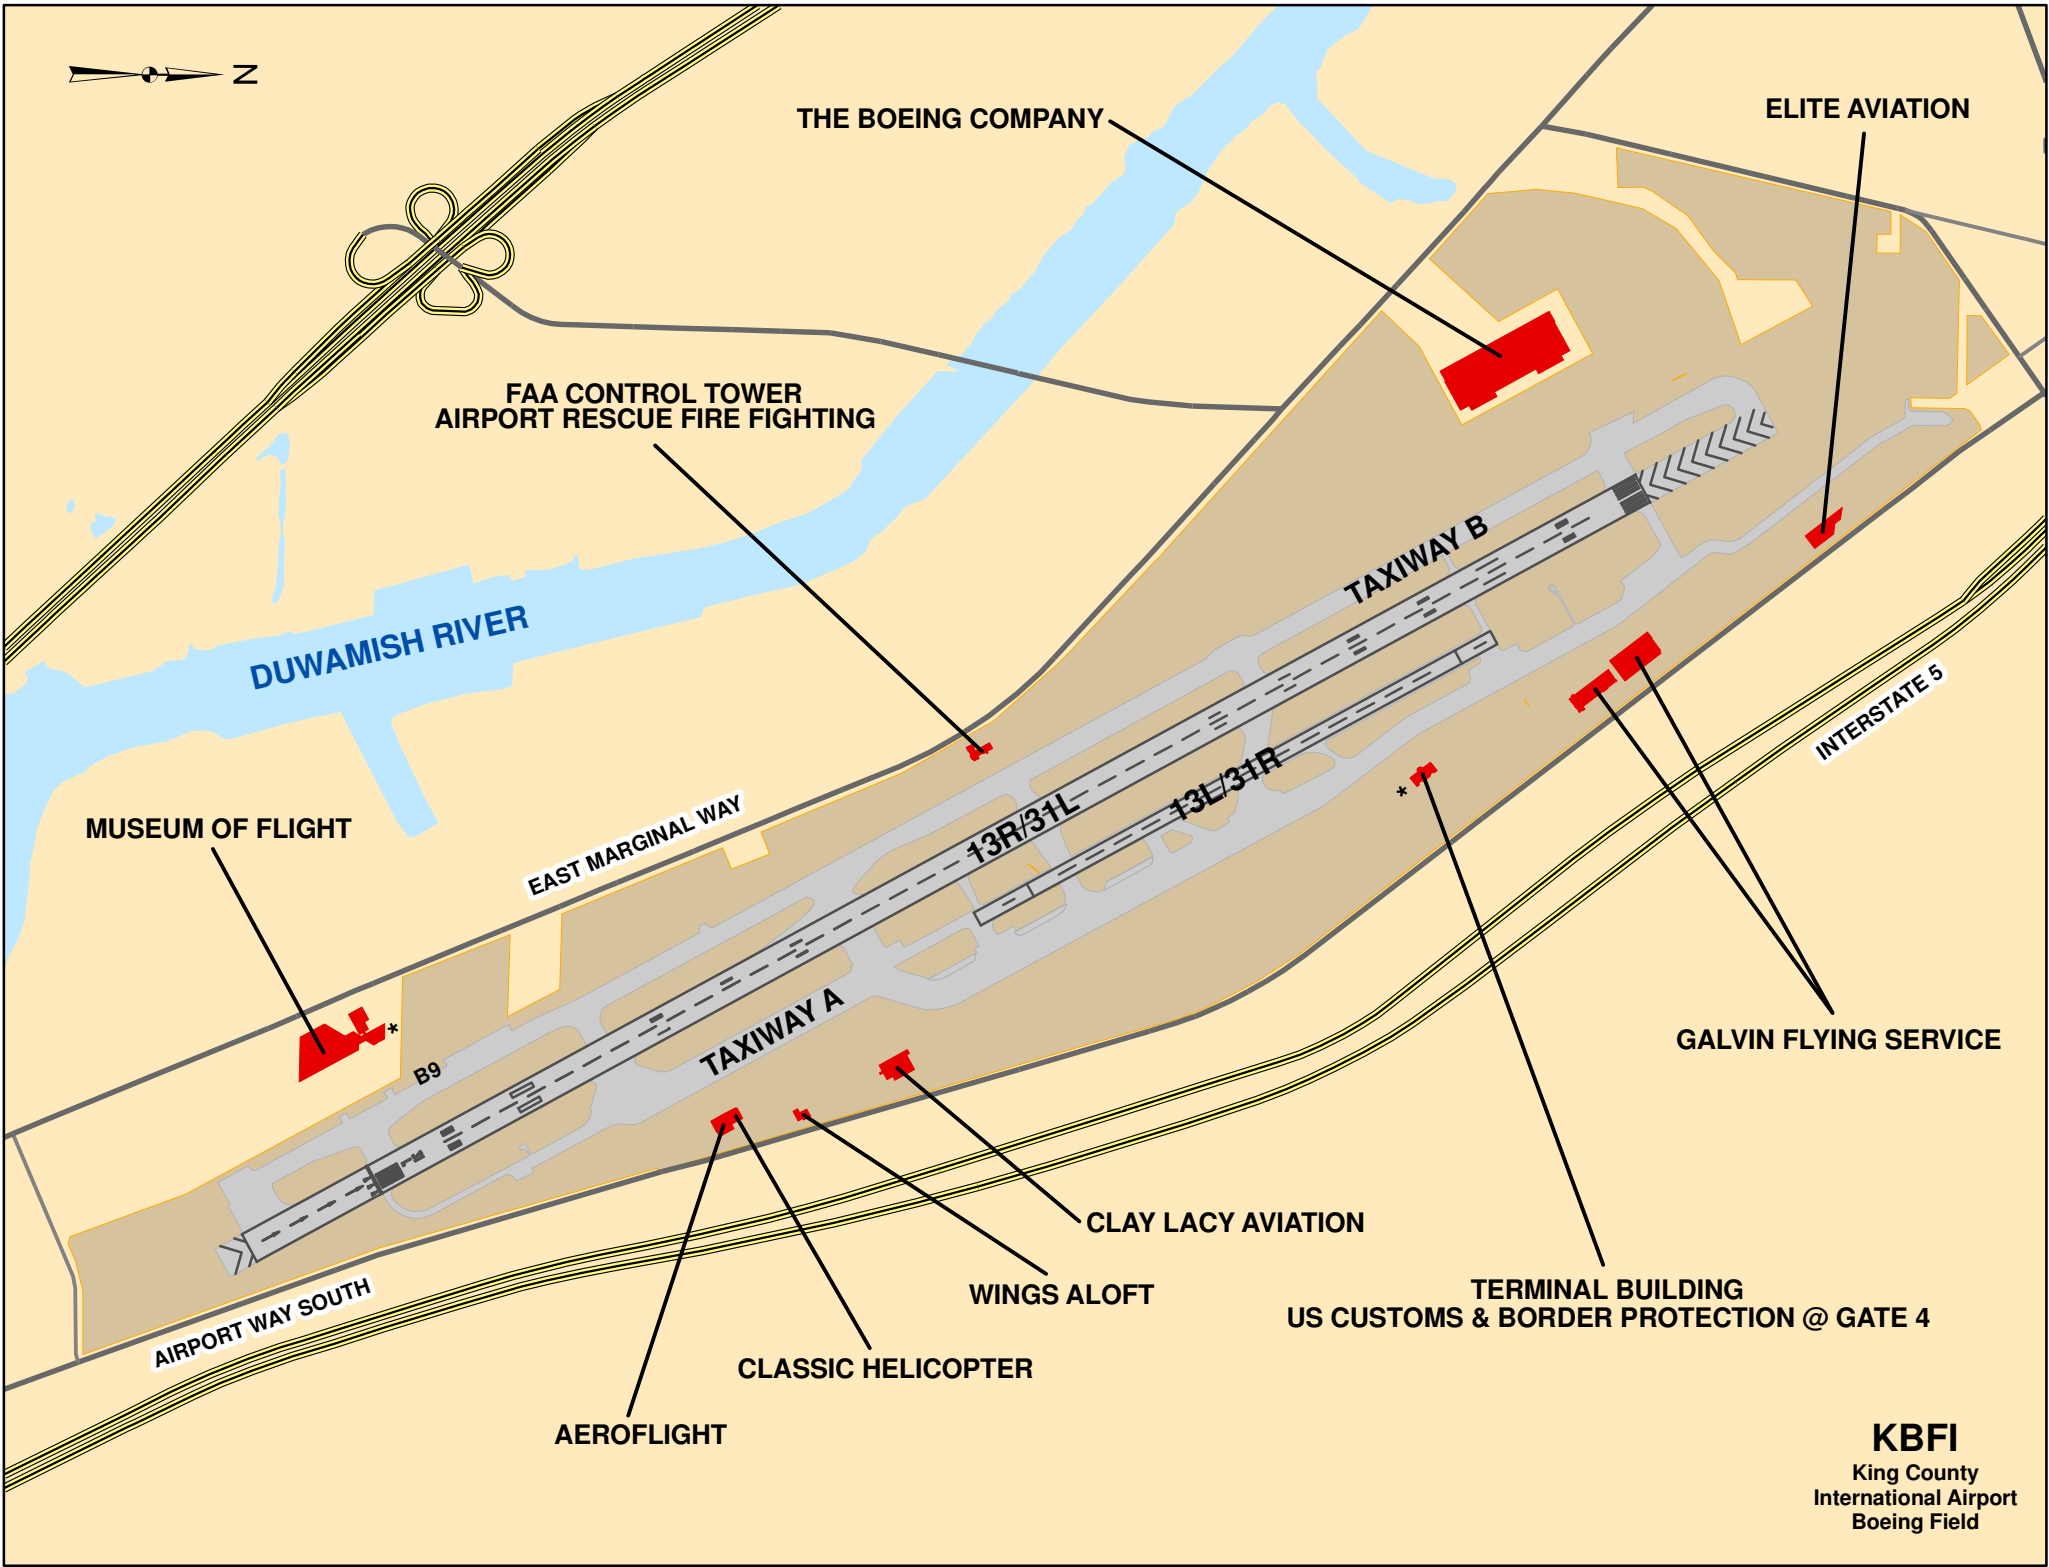 N
THE BOEING COMPANY
ELITE AVIATION
FAA CONTROL TOWER
AIRPORT RESCUE FIRE FIGHTING
TAXIWAY B
DUWAMISH RIVER
INTERSTATE 5
13L/31R
13R/31L
*
EAST MARGINAL WAY
MUSEUM OF FLIGHT
*
TAXIWAY A
B9
GALVIN FLYING SERVICE
CLAY LACY AVIATION
WINGS ALOFT
TERMINAL BUILDING
US CUSTOMS & BORDER PROTECTION @ GATE 4
AIRPORT WAY SOUTH
CLASSIC HELICOPTER
AEROFLIGHT
KBFI
King County
International Airport
Boeing Field